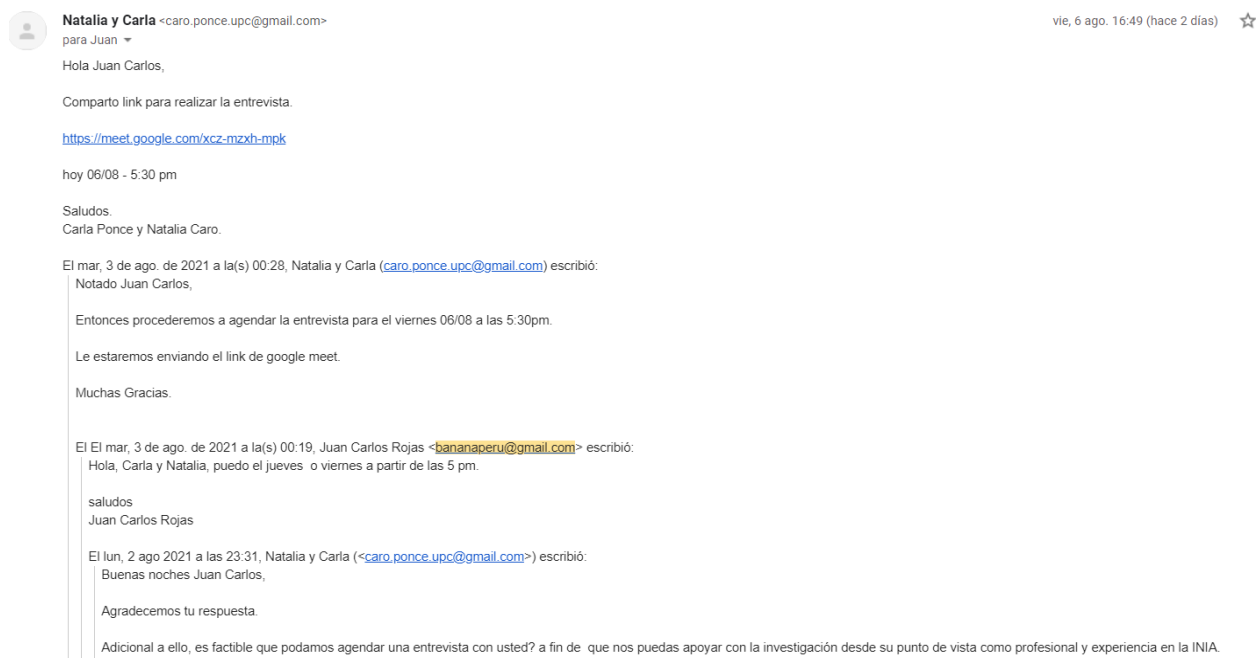 Natalia y Carla <caro.ponce.upc@gmail.com> vie, 6 ago. 16:49 (hace 2 días)
para Juan
Hola Juan Carlos,
Comparto link para realizar la entrevista.
https://meet.google.com/xcz-mzxh-mpk
hoy 06/08 - 5:30 pm
Saludos.
Carla Ponce y Natalia Caro.
El mar, 3 de ago. de 2021 a la(s) 00:28, Natalia y Carla (caro.ponce.upc@gmail.com) escribió:
Notado Juan Carlos,
Entonces procederemos a agendar la entrevista para el viernes 06/08 a las 5:30pm.
Le estaremos enviando el link de google meet.
Muchas Gracias.
El El mar, 3 de ago. de 2021 a la(s) 00:19, Juan Carlos Rojas <bananaperu@gmail.com> escribió:
Hola, Carla y Natalia, puedo el jueves o viernes a partir de las 5 pm.
saludos
Juan Carlos Rojas
El lun, 2 ago 2021 a las 23:31, Natalia y Carla (<caro.ponce.upc@gmail.com>) escribió:
Buenas noches Juan Carlos,
Agradecemos tu respuesta.
Adicional a ello, es factible que podamos agendar una entrevista con usted? a fin de que nos puedas apoyar con la investigación desde su punto de vista como profesional y experiencia en la INIA.